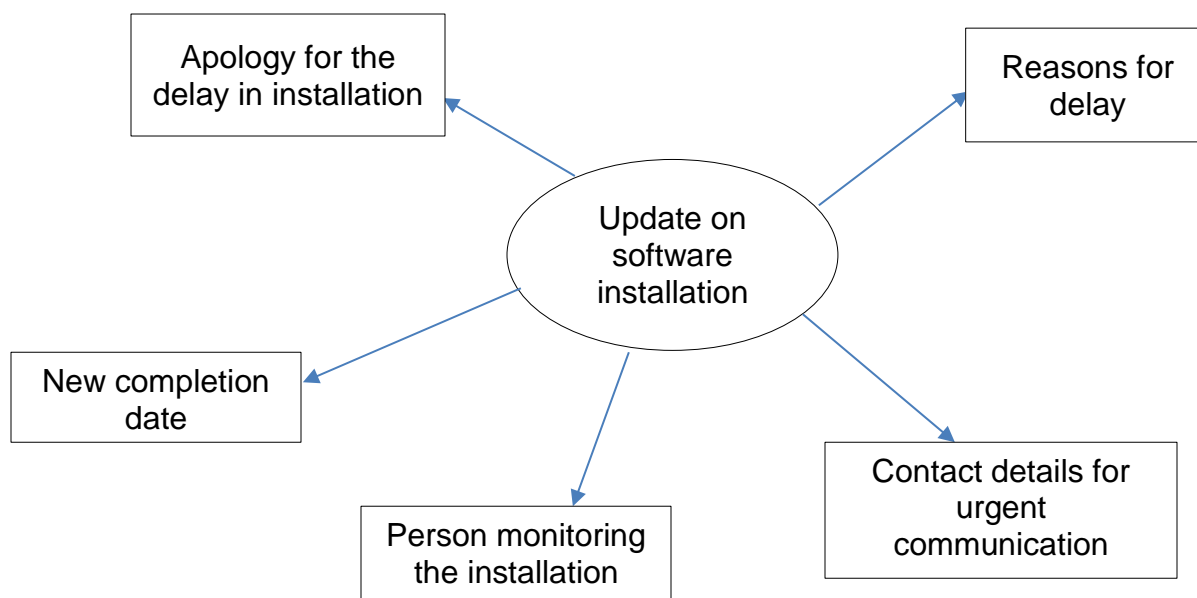 Apology for the
delay in installation
Reasons for
delay
Update on
software
installation
New completion
date
Contact details for
urgent
communication
Person monitoring
the installation